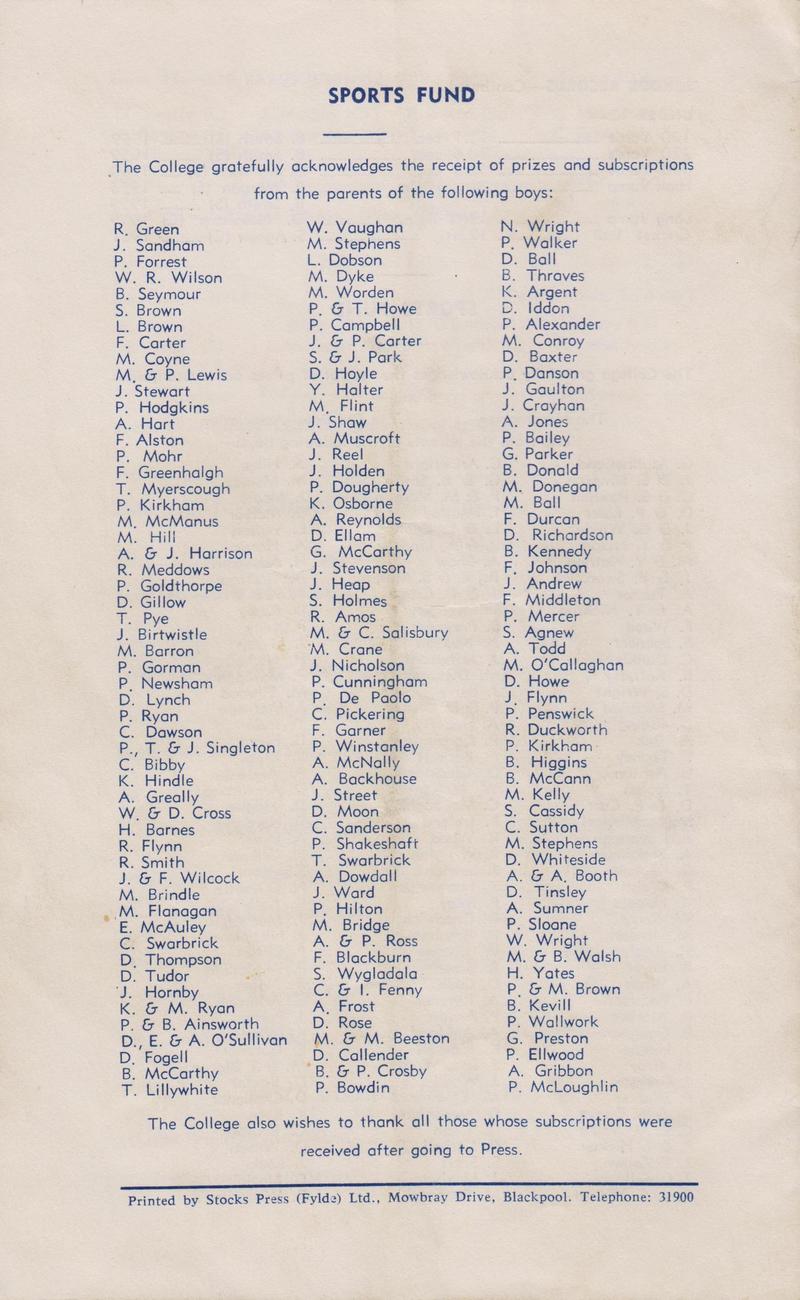 SPORTS FUND
The College gratefully acknowledges the receipt of prizes and subscriptions
from the parents of the following boys:
R. Green
J. Sandham
P. Forrest
W. R. Wilson
B. Seymour
S. Brown
L. Brown
F. Carter
M. Coyne
M. & P. Lewis
J. Stewart
P. Hodgkins
A. Hart
F. Alston
P. Mohr
F. Greenhalgh
T. Myerscough
P. Kirkham
M. McManus
M. Hill
A. & J. Harrison
R. Meddows
P. Goldthorpe
D. Gillow
T. Pye
J. Birtwistle
M. Barron
P. Gorman
P. Newsham
D. Lynch
P. Ryan
C. Dawson
P., T. & J. Singleton
C. Bibby
K. Hindle
A. Greally
W. & D. Cross
H. Barnes
R. Flynn
R. Smith
J. & F. Wilcock
M. Brindle
M. Flanagan
E. McAuley
C. Swarbrick
D. Thompson
D. Tudor
J. Hornby
K. & M. Ryan
P. & B. Ainsworth
D., E. & A. O'Sullivan
D. Fogell
B. McCarthy
T. Lillywhite
W. Vaughan
M. Stephens
L. Dobson
M. Dyke
M. Worden
P. & T. Howe
P. Campbell
J. & P. Carter
S. & J. Park
D. Hoyle
Y. Halter
M. Flint
J. Shaw
A. Muscroft
J. Reel
J. Holden
P. Dougherty
K. Osborne
A. Reynolds
D. Ellam
G. McCarthy
J. Stevenson
J. Heap
S. Holmes
R. Amos
M. & C. Salisbury
M. Crane
J. Nicholson
P. Cunningham
P. De Paolo
C. Pickering
F. Garner
P. Winstanley
A. McNally
A. Backhouse
J. Street
D. Moon
C. Sanderson
P. Shakeshaft
T. Swarbrick
A. Dowdall
J. Ward
P. Hilton
M. Bridge
A. & P. Ross
F. Blackburn
S. Wygladala
C. & I. Fenny
A. Frost
D. Rose
M. & M. Beeston
D. Callender
B. & P. Crosby
P. Bowdin
N. Wright
P. Walker
D. Ball
B. Thraves
K. Argent
D. Iddon
P. Alexander
M. Conroy
D. Baxter
P. Danson
J. Gaulton
J. Crayhan
A. Jones
P. Bailey
G. Parker
B. Donald
M. Donegan
M. Ball
F. Durcan
D. Richardson
B. Kennedy
F. Johnson
J. Andrew
F. Middleton
P. Mercer
S. Agnew
A. Todd
M. O'Callaghan
D. Howe
J. Flynn
P. Penswick
R. Duckworth
P. Kirkham
B. Higgins
B. McCann
M. Kelly
S. Cassidy
C. Sutton
M. Stephens
D. Whiteside
A. & A. Booth
D. Tinsley
A. Sumner
P. Sloane
W. Wright
M. & B. Walsh
H. Yates
P. & M. Brown
B. Kevill
P. Wallwork
G. Preston
P. Ellwood
A. Gribbon
P. McLoughlin
The College also wishes to thank all those whose subscriptions were
received after going to Press.
Printed by Stocks Press (Fylde) Ltd., Mowbray Drive, Blackpool. Telephone: 31900